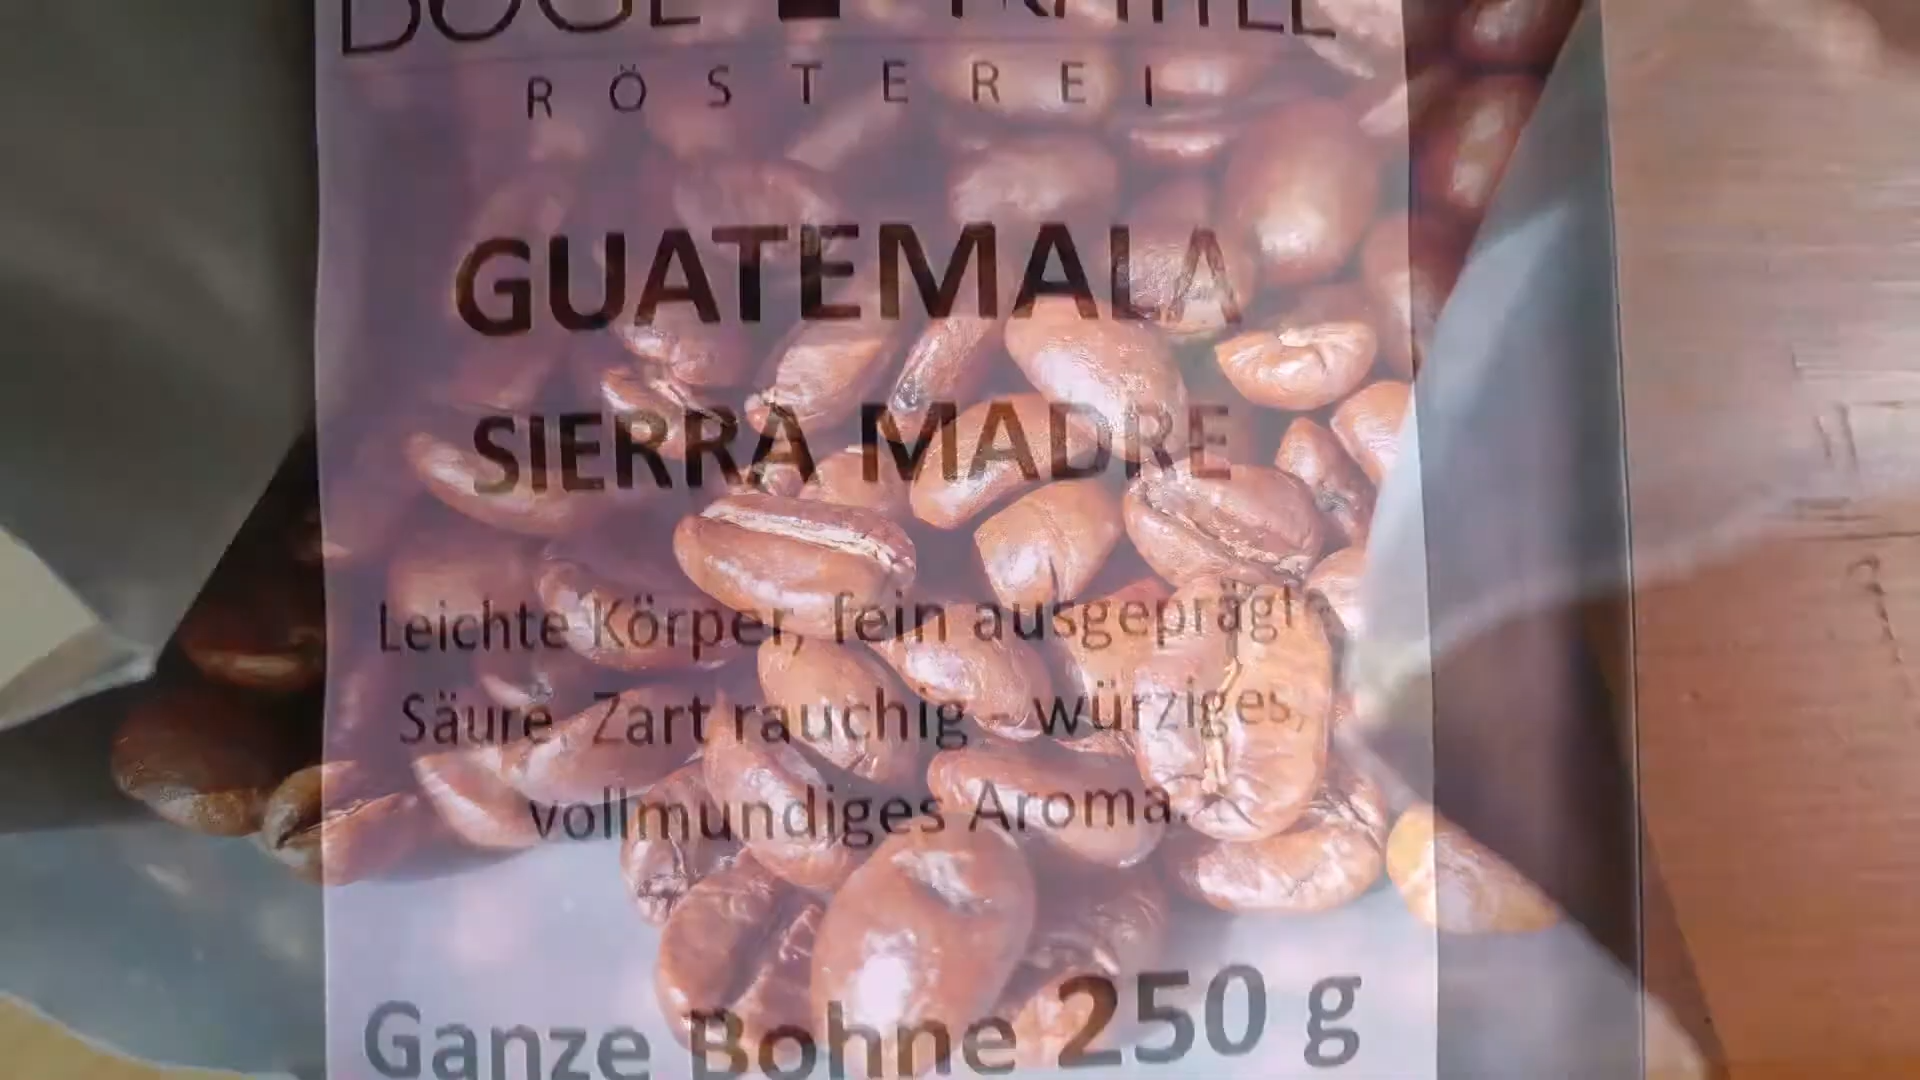 RÖSTEREI
GUATEMALA
SIERRA MADRE
Leichte Körper, fein ausgeprägte
Säure. Zart rauchig - würziges,
vollmundiges Aroma.
Ganze Bohne 250 g